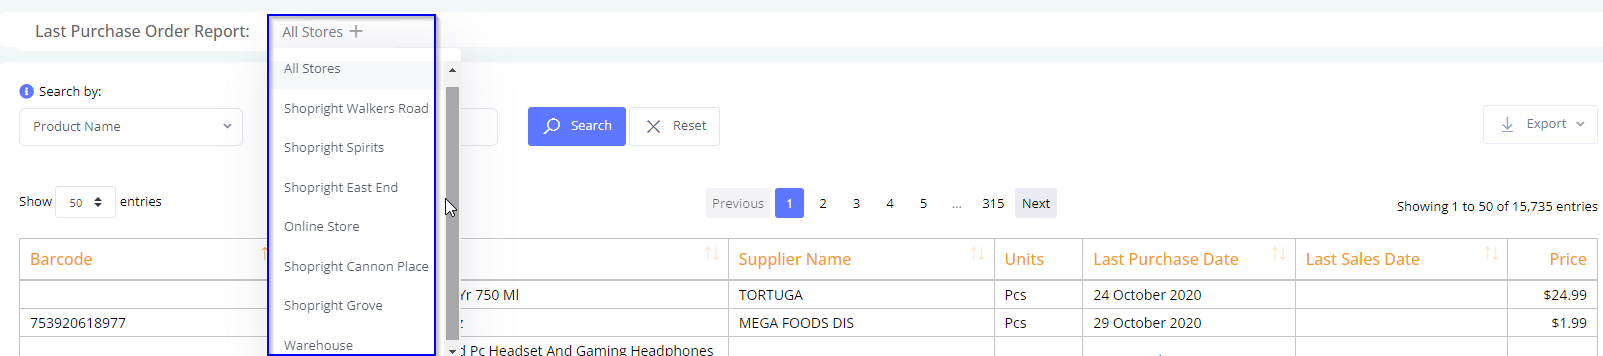 Last Purchase Order Report: All Stores
All Stores
Search by:
Shopright Walkers Road
Product Name Search Reset Export
Shopright Spirits
Shopright East End
Show 50 entries Previous 1 2 3 4 5 ... 315 Next Showing 1 to 50 of 15,735 entries
Online Store
Barcode Supplier Name Units Last Purchase Date Last Sales Date Price
Shopright Cannon Place
Yr 750 Ml TORTUGA Pcs 24 October 2020 $24.99
Shopright Grove
753920618977 z MEGA FOODS DIS Pcs 29 October 2020 $1.99
Warehouse
d Pc Headset And Gaming Headphones